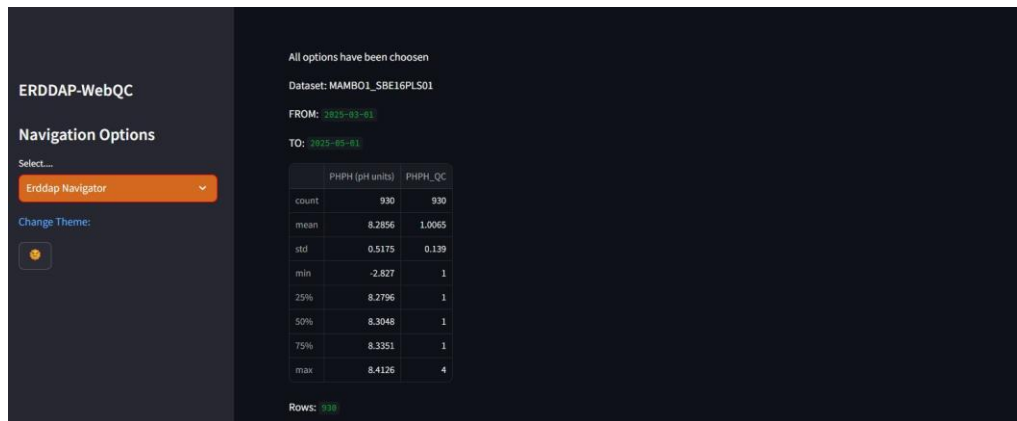 All options have been choosen
Dataset: MAMBO1_SBE16PLS01
FROM: 2025-03-01
TO: 2025-05-01
ERDDAP-WebQC
Navigation Options
Select....
Erddap Navigator
Change Theme:
PHPH (pH units) PHPH_QC
count 930 930
mean 8.2856 1.0065
std 0.5175 0.139
min -2.827 1
25% 8.2796 1
50% 8.3048 1
75% 8.3351 1
max 8.4126 4
Rows: 930